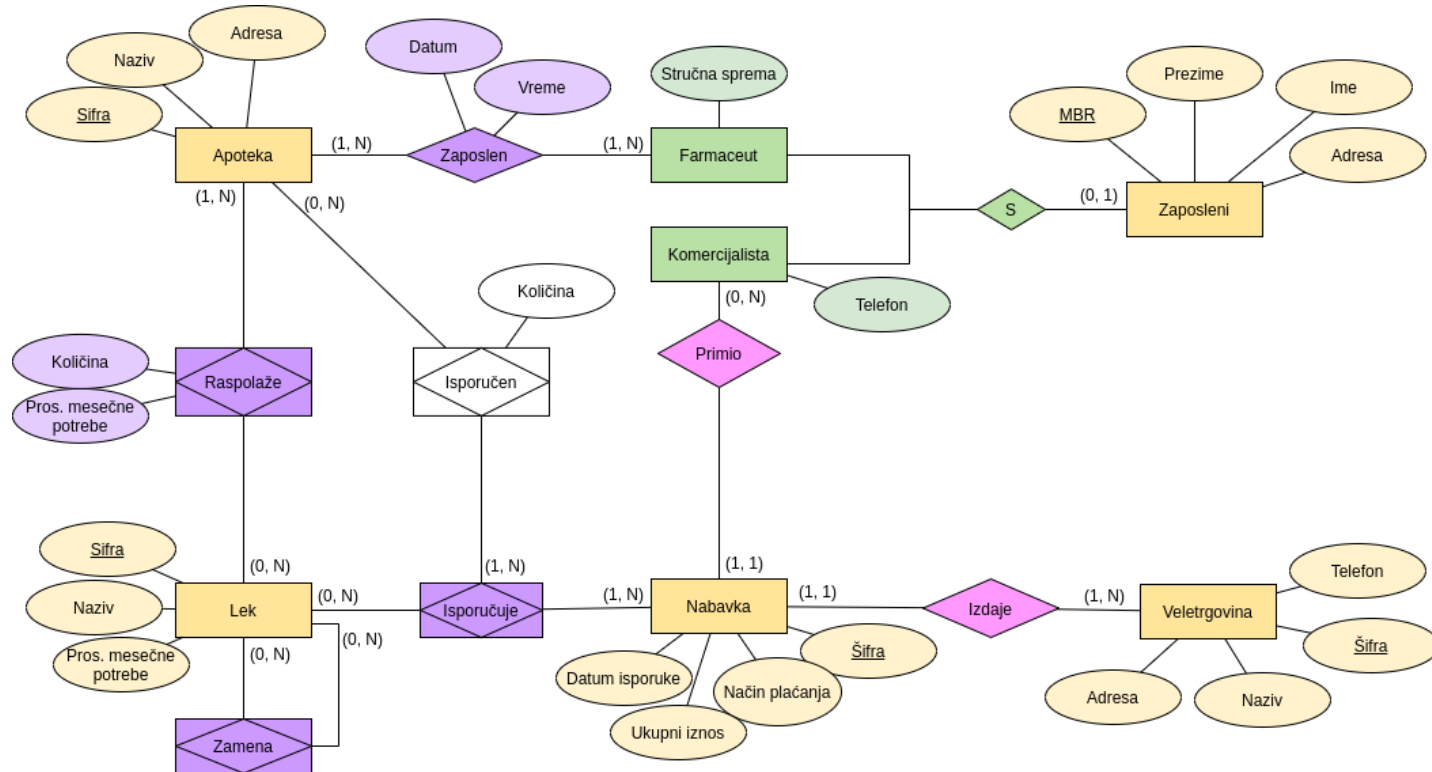 Adresa
Datum
Naziv
Stručna sprema
Prezime
Vreme
Ime
Sifra
MBR
(1, N)
(1, N)
Apoteka
Zaposlen
Farmaceut
Adresa
(1, N)
(0, N)
(0, 1)
S
Zaposleni
Komercijalista
(0, N)
Količina
Telefon
Primio
Količina
Raspolaže
Isporučen
Pros. mesečne
potrebe
Sifra
(0, N)
(1, N)
(1, 1)
Telefon
(0, N)
(1, N)
(1, 1)
(1, N)
Naziv
Lek
Isporučuje
Nabavka
Izdaje
Veletrgovina
(0, N)
(0, N)
Pros. mesečne
potrebe
Šifra
Šifra
Datum isporuke
Način plaćanja
Adresa
Naziv
Ukupni iznos
Zamena